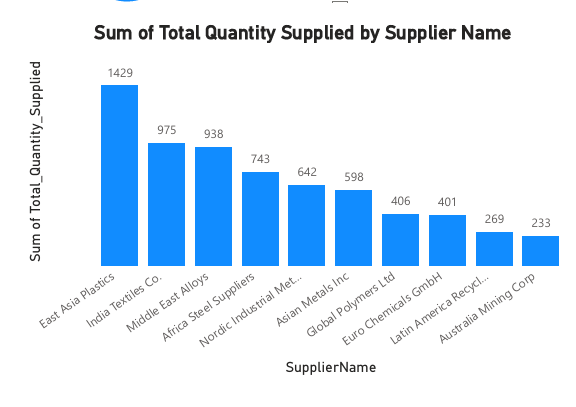 Sum of Total Quantity Supplied by Supplier Name
Sum of Total_Quantity_Supplied
1429
975
938
743
642
598
406
401
269
233
East Asia Plastics
India Textiles Co.
Middle East Alloys
Africa Steel Suppliers
Nordic Industrial Met...
Asian Metals Inc
Global Polymers Ltd
Euro Chemicals GmbH
Latin America Recycl...
Australia Mining Corp
SupplierName